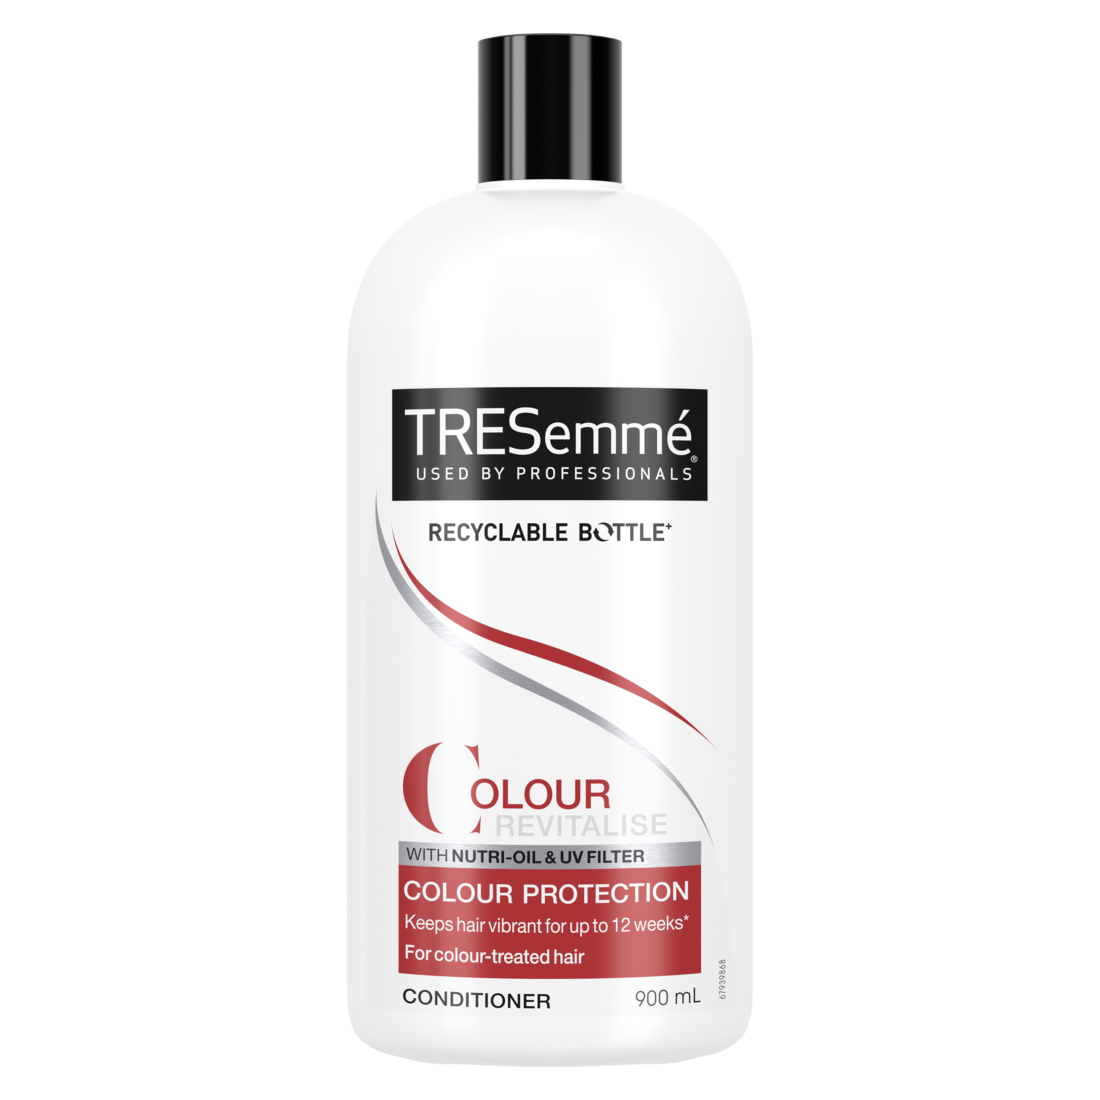 TRESemmé®
USED BY PROFESSIONALS
RECYCLABLE BOTTLE+
COLOUR
REVITALISE
WITH NUTRI-OIL & UV FILTER
COLOUR PROTECTION
Keeps hair vibrant for up to 12 weeks*
For colour-treated hair
CONDITIONER 900 mL
67939868